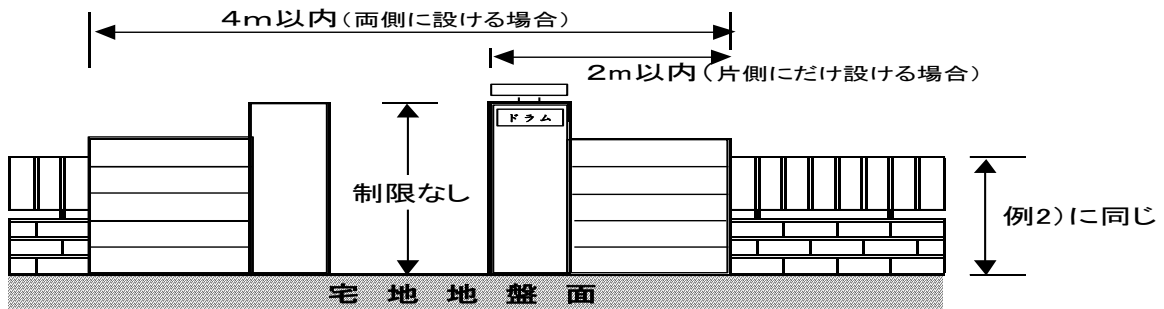 4m以内(両側に設ける場合)
2m以内(片側にだけ設ける場合)
ドラム
制限なし
例2)に同じ
宅地地盤面